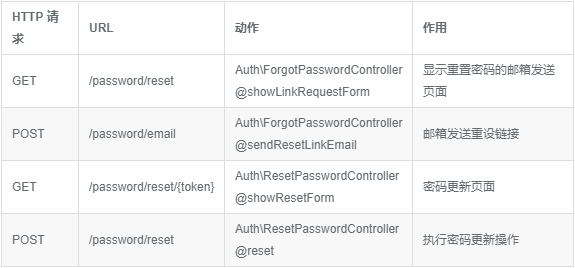 HTTP 请求 URL 动作 作用
GET /password/reset Auth\ForgotPasswordController@showLinkRequestForm 显示重置密码的邮箱发送页面
POST /password/email Auth\ForgotPasswordController@sendResetLinkEmail 邮箱发送重设链接
GET /password/reset/{token} Auth\ResetPasswordController@showResetForm 密码更新页面
POST /password/reset Auth\ResetPasswordController@reset 执行密码更新操作